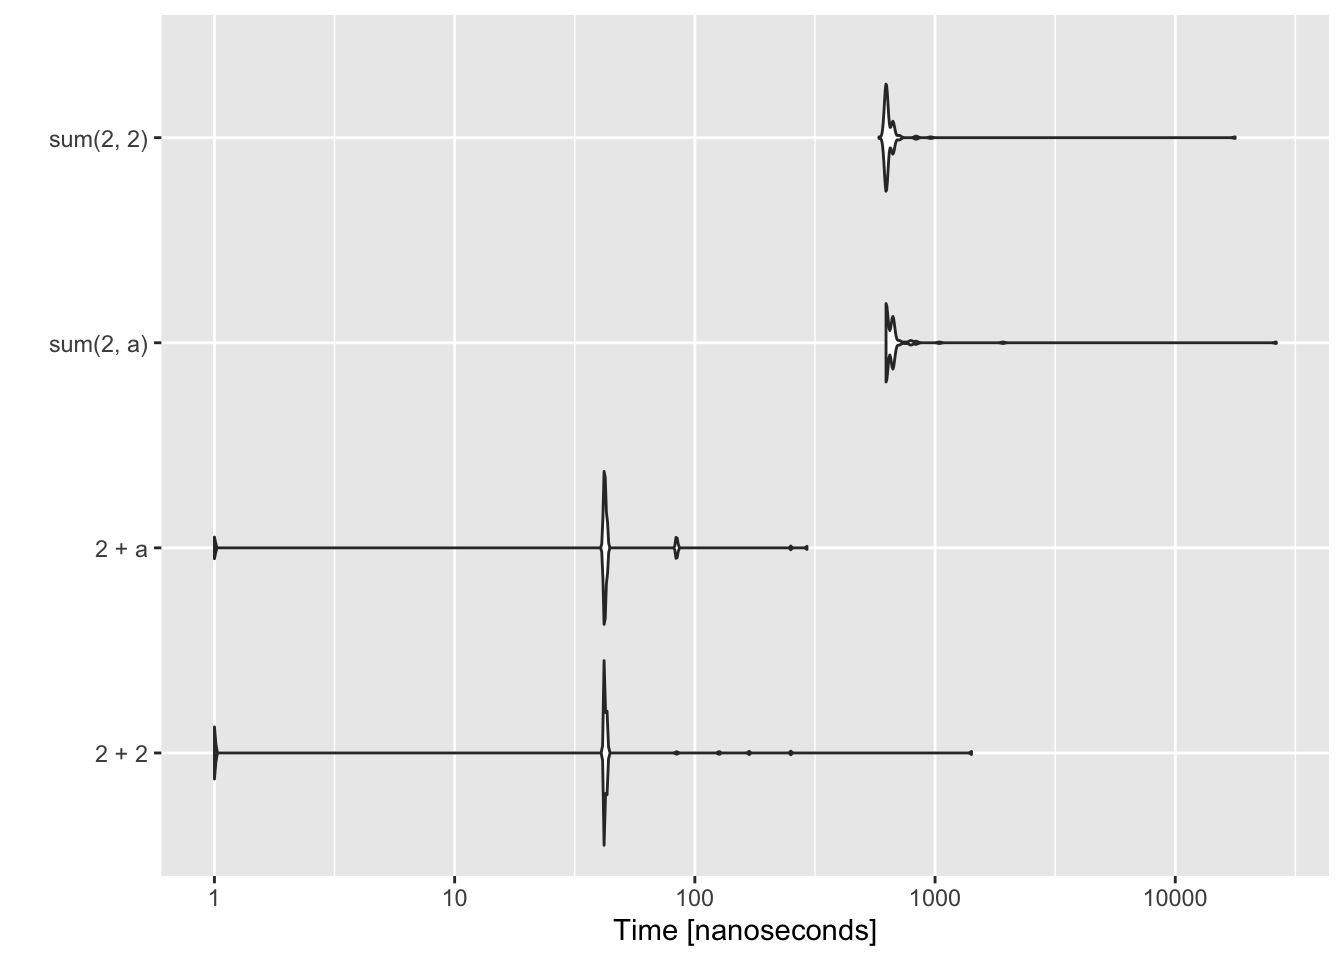 sum(2, 2)
sum(2, a)
2 + a
2 + 2
1 10 100 1000 10000
Time [nanoseconds]